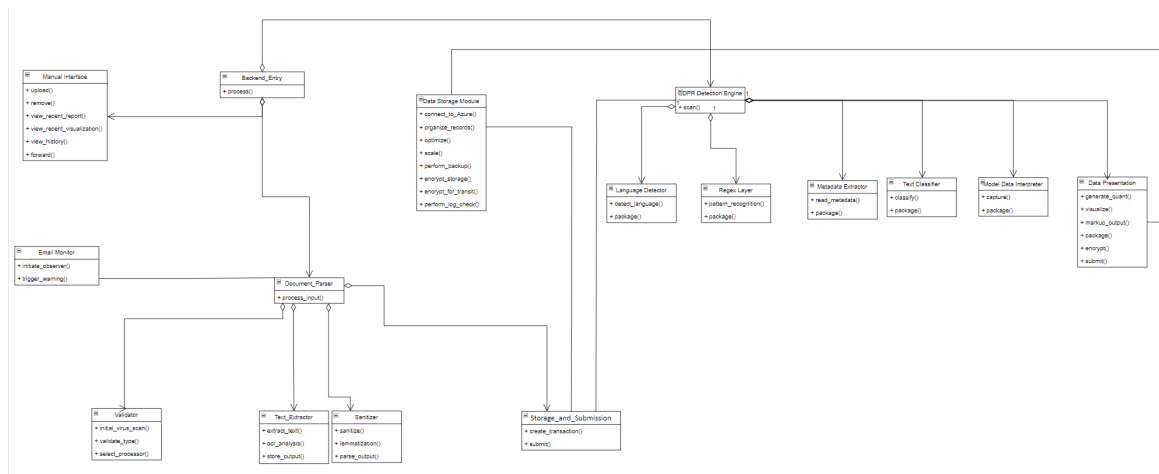 Manual Interface
+ upload()
+ remove()
+ view_recent_report()
+ view_recent_visualization()
+ view_history()
+ forward()
Backend_Entry
+ process()
Data Storage Module
+ connect_to_Azure()
+ organize_records()
+ optimize()
+ scale()
+ perform_backup()
+ encrypt_storage()
+ encrypt_for_transit()
+ perform_log_check()
GDPR Detection Engine
+ scan()
1
1
1
Language Detector
+ detect_language()
+ package()
Regex Layer
+ pattern_recognition()
+ package()
Metadata Extractor
+ read_metadata()
+ package()
Text Classifier
+ classify()
+ package()
Model Data Interpreter
+ capture()
+ package()
Data Presentation
+ generate_quant()
+ visualize()
+ markup_output()
+ package()
+ encrypt()
+ submit()
Email Monitor
+ initiate_observer()
+ trigger_warning()
Document_Parser
+ process_input()
Validator
+ initial_virus_scan()
+ validate_type()
+ select_processor()
Text_Extractor
+ extract_text()
+ ocr_analysis()
+ store_output()
Sanitizer
+ sanitize()
+ lemmatization()
+ parse_output()
Storage_and_Submission
+ create_transaction()
+ submit()